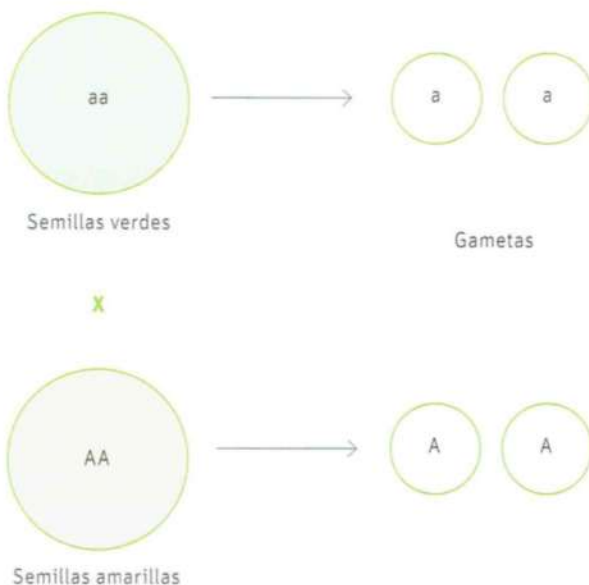 aa
a a
Semillas verdes
Gametas
X
AA
A A
Semillas amarillas